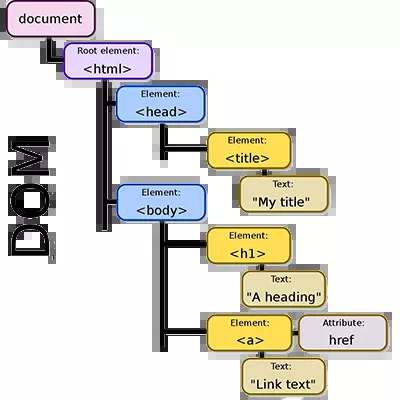 document
Root element:
<html>
Element:
<head>
Element:
<title>
Text:
"My title"
DOM
Element:
<body>
Element:
<h1>
Text:
"A heading"
Element:
<a>
Attribute:
href
Text:
"Link text"